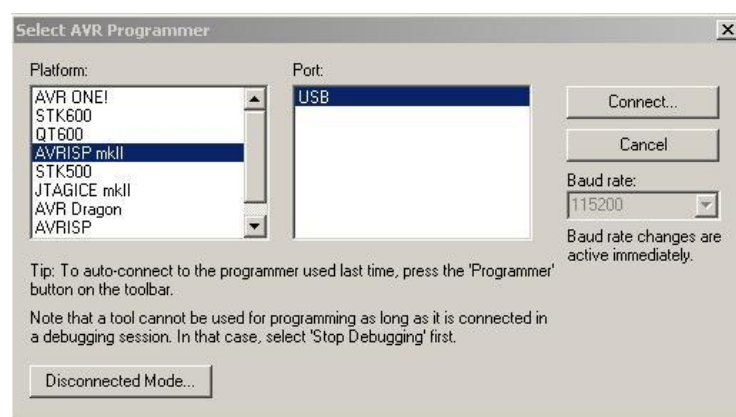 Select AVR Programmer
Platform:
Port:
AVR ONE!
STK600
QT600
AVRISP mkII
STK500
JTAGICE mkII
AVR Dragon
AVRISP
USB
Connect...
Cancel
Baud rate:
115200
Baud rate changes are
active immediately.
Tip: To auto-connect to the programmer used last time, press the 'Programmer'
button on the toolbar.
Note that a tool cannot be used for programming as long as it is connected in
a debugging session. In that case, select 'Stop Debugging' first.
Disconnected Mode...